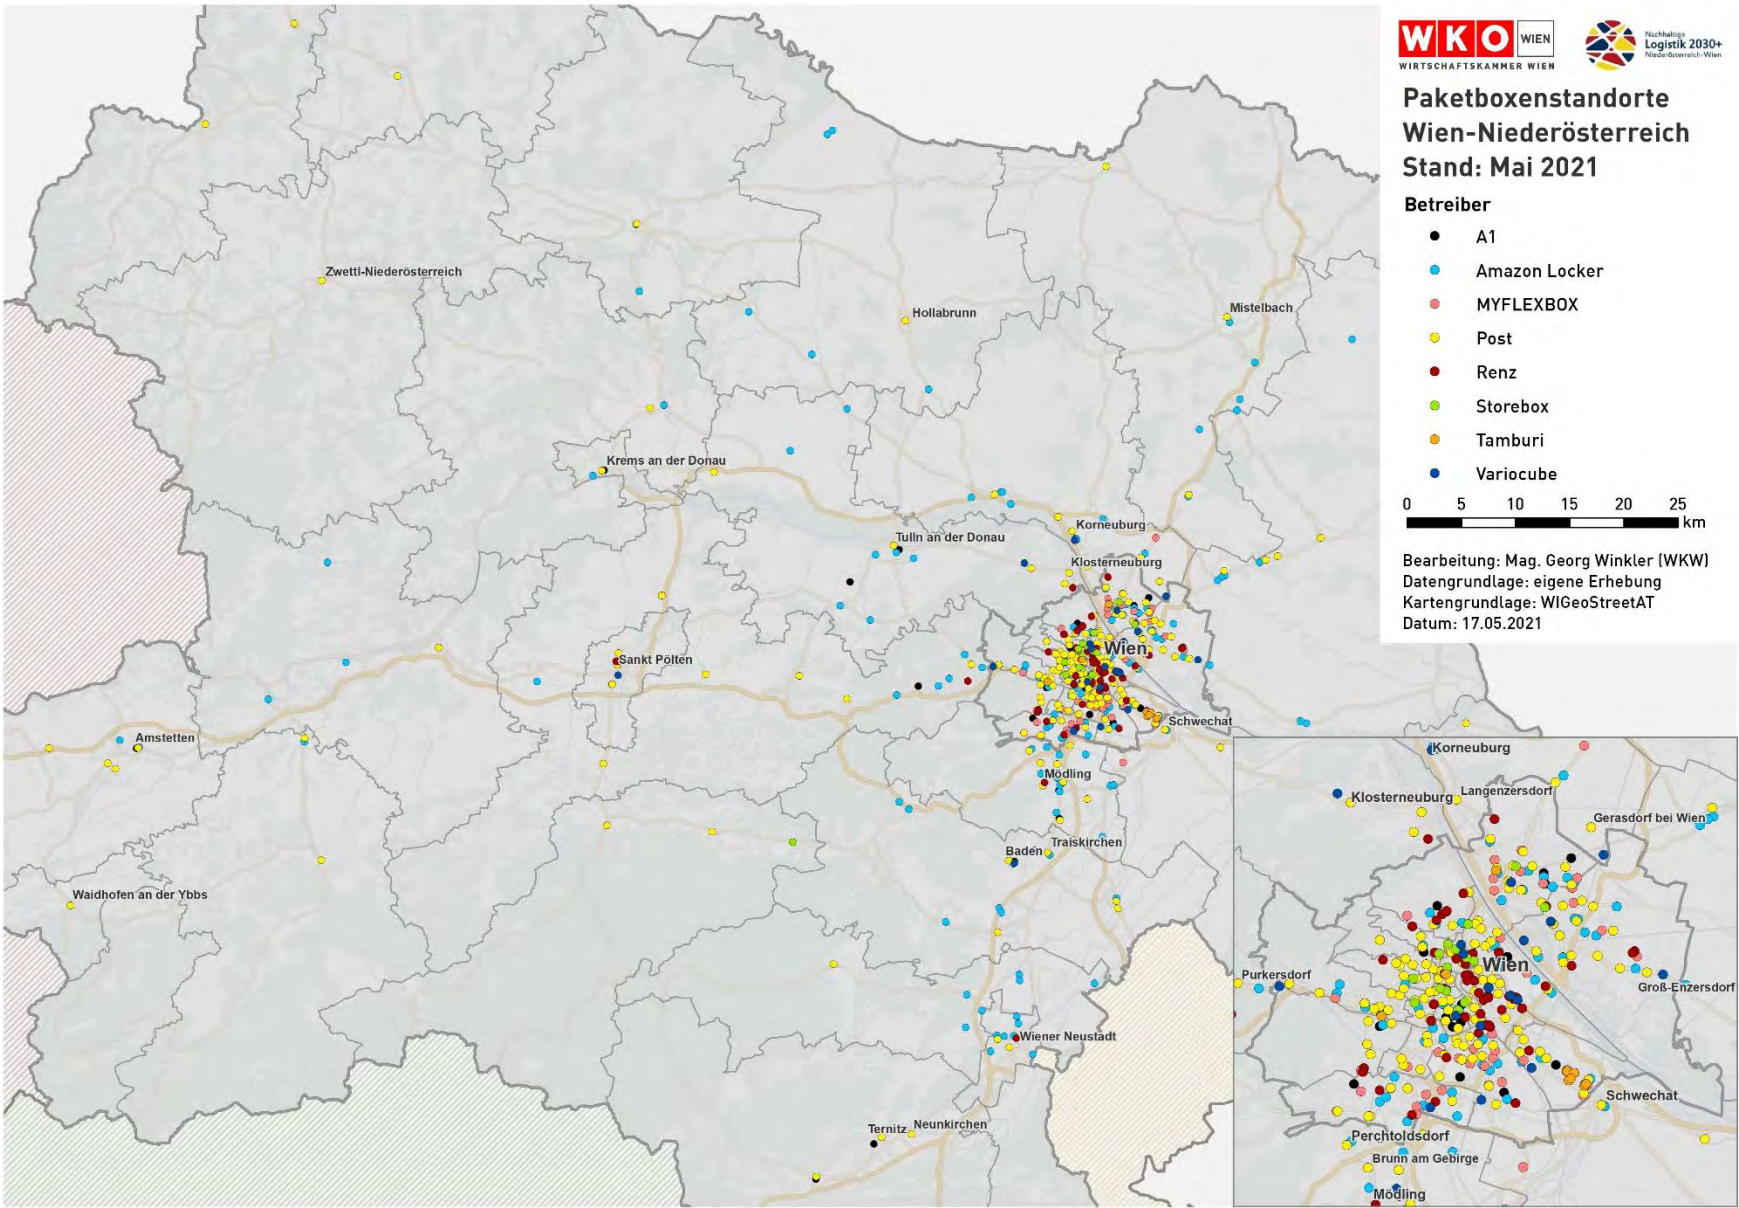 WKO WIEN
WIRTSCHAFTSKAMMER WIEN
Nachhaltige
Logistik 2030+
Niederösterreich-Wien
Paketboxenstandorte
Wien-Niederösterreich
Stand: Mai 2021
Betreiber
A1
Amazon Locker
MYFLEXBOX
Post
Renz
Storebox
Tamburi
Variocube
0 5 10 15 20 25
km
Bearbeitung: Mag. Georg Winkler (WKW)
Datengrundlage: eigene Erhebung
Kartengrundlage: WIGeoStreetAT
Datum: 17.05.2021
Zwettl-Niederösterreich
Hollabrunn
Mistelbach
Krems an der Donau
Korneuburg
Tulln an der Donau
Klosterneuburg
Wien
Sankt Pölten
Schwechat
Amstetten
Mödling
Traiskirchen
Baden
Waidhofen an der Ybbs
Wiener Neustadt
Ternitz
Neunkirchen
Korneuburg
Klosterneuburg
Langenzersdorf
Gerasdorf bei Wien
Wien
Purkersdorf
Groß-Enzersdorf
Schwechat
Perchtoldsdorf
Brunn am Gebirge
Mödling